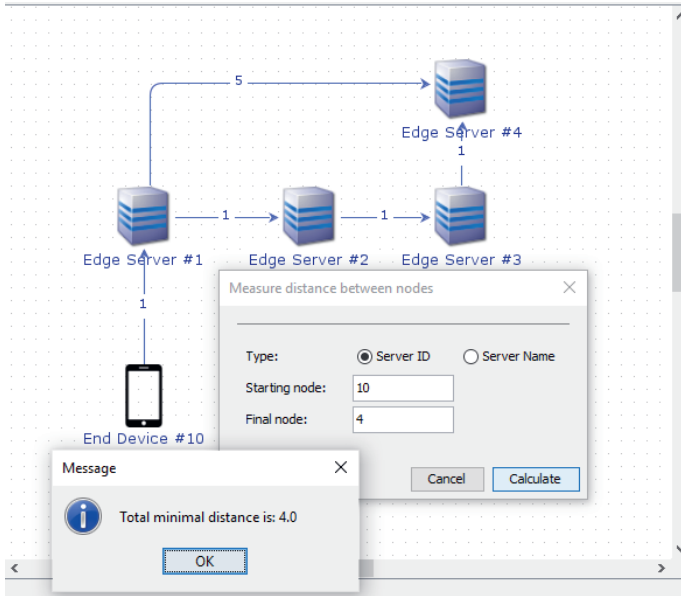 5
Edge Server #4
1
1
1
Edge Server #1
Edge Server #2
Edge Server #3
1
End Device #10
Measure distance between nodes
Type:
Server ID
Server Name
Starting node:
10
Final node:
4
Cancel
Calculate
Message
Total minimal distance is: 4.0
OK